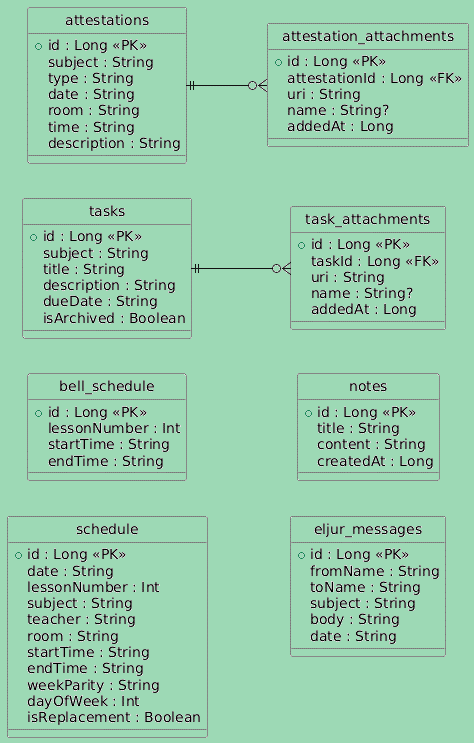 attestations
id : Long «PK»
subject : String
type : String
date : String
room : String
time : String
description : String
attestation_attachments
id : Long «PK»
attestationId : Long «FK»
uri : String
name : String?
addedAt : Long
tasks
id : Long «PK»
subject : String
title : String
description : String
dueDate : String
isArchived : Boolean
task_attachments
id : Long «PK»
taskId : Long «FK»
uri : String
name : String?
addedAt : Long
bell_schedule
id : Long «PK»
lessonNumber : Int
startTime : String
endTime : String
notes
id : Long «PK»
title : String
content : String
createdAt : Long
schedule
id : Long «PK»
date : String
lessonNumber : Int
subject : String
teacher : String
room : String
startTime : String
endTime : String
weekParity : String
dayOfWeek : Int
isReplacement : Boolean
eljur_messages
id : Long «PK»
fromName : String
toName : String
subject : String
body : String
date : String